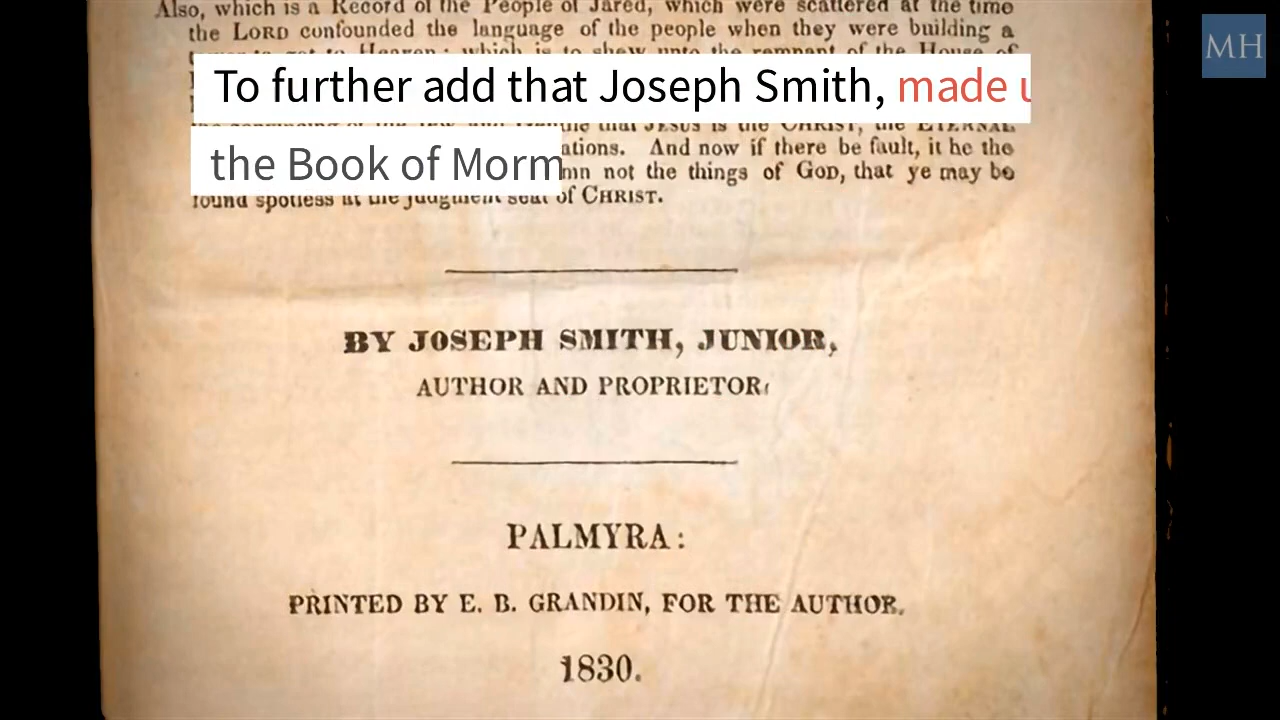 Also, which is a Record of the People of Jared, which were scattered at the time
the LORD confounded the language of the people when they were building a
MH
To further add that Joseph Smith, made u
the Book of Morm
ations. And now if there be fault, it be the
mn not the things of GOD, that ye may be
found spotless at the judgment seat of CHRIST.
BY JOSEPH SMITH, JUNIOR,
AUTHOR AND PROPRIETOR.
PALMYRA:
PRINTED BY E. B. GRANDIN, FOR THE AUTHOR.
1830.